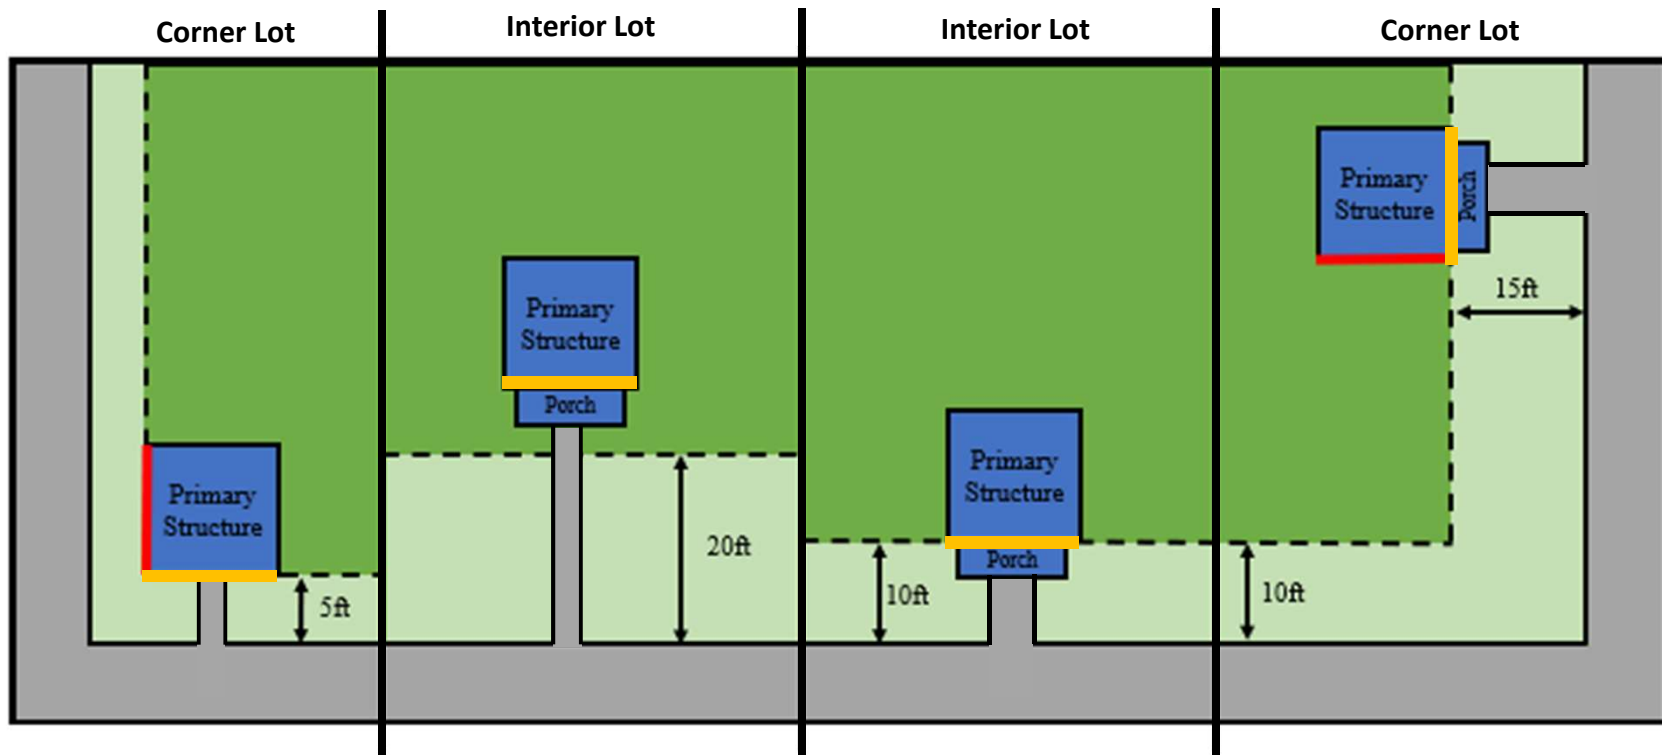 Corner Lot
Interior Lot
Interior Lot
Corner Lot
Primary
Structure
5ft
Primary
Structure
Porch
20ft
Primary
Structure
Porch
10ft
Primary
Structure
Porch
15ft
10ft